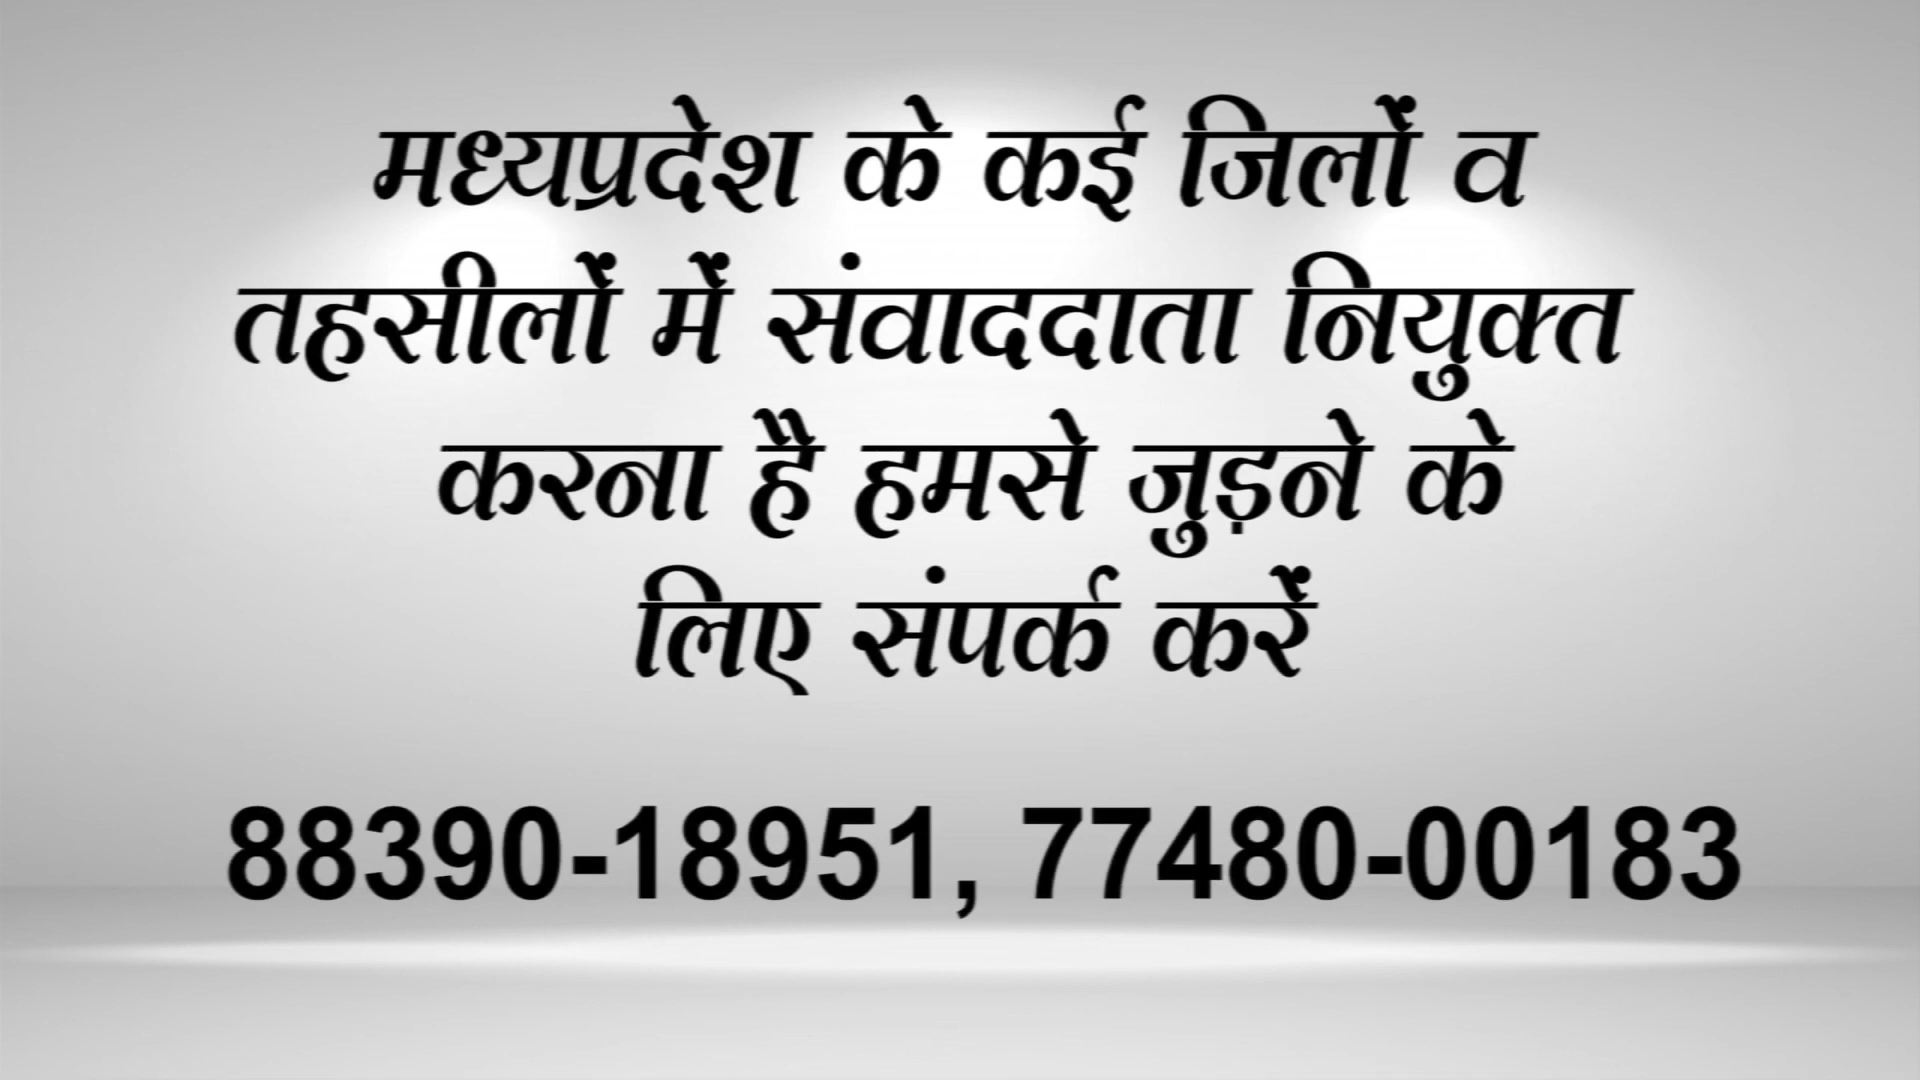 मध्यप्रदेश के कई जिलों व
तहसीलों में संवाददाता नियुक्त
करना है हमसे जुड़ने के
लिए संपर्क करें
88390-18951, 77480-00183